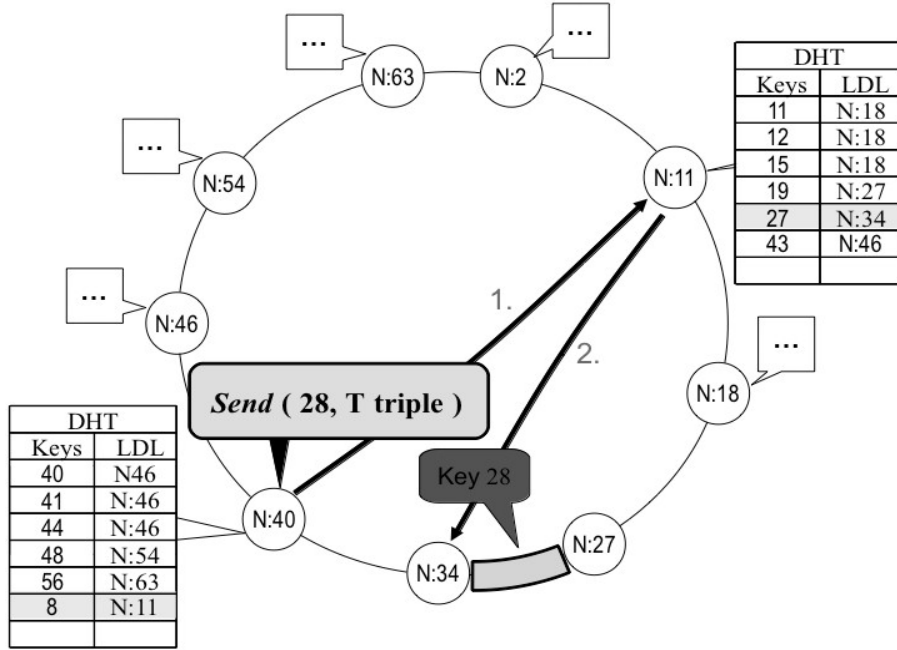 ...
...
N:63
N:2
DHT
Keys LDL
11 N:18
12 N:18
15 N:18
19 N:27
27 N:34
43 N:46
...
N:54
N:11
...
N:46
1.
2.
...
N:18
Send ( 28, T triple )
DHT
Keys LDL
40 N46
41 N:46
44 N:46
48 N:54
56 N:63
8 N:11
Key 28
N:40
N:34
N:27